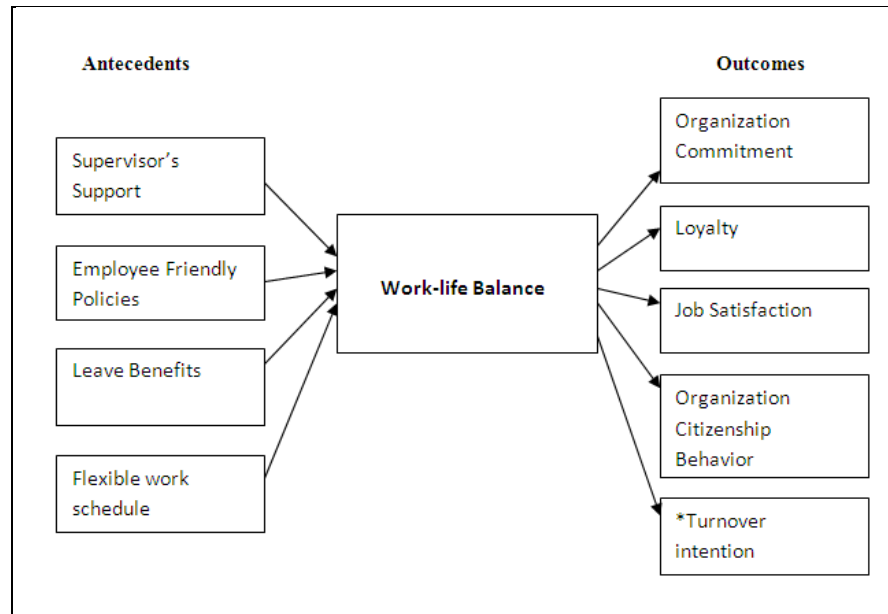 Antecedents
Outcomes
Supervisor's
Support
Employee Friendly
Policies
Leave Benefits
Flexible work
schedule
Work-life Balance
Organization
Commitment
Loyalty
Job Satisfaction
Organization
Citizenship
Behavior
*Turnover
intention